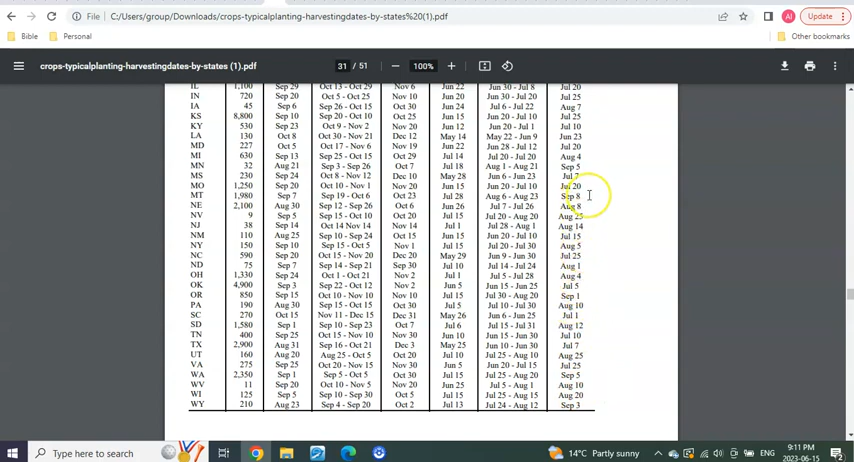 File C:/Users/group/Downloads/crops-typicalplanting-harvestingdates-by-states%20(1).pdf Update
Bible Personal Other bookmarks
crops-typicalplanting-harvestingdates-by-states (1).pdf 31 / 51 100%
IL 1,100 Sep 29 Oct 13 - Oct 29 Nov 6 Jun 22 Jun 30 - Jul 8 Jul 20
IN 720 Sep 20 Oct 5 - Oct 25 Nov 10 Jun 20 Jun 20 - Jul 10 Jul 25
IA 45 Sep 6 Sep 26 - Oct 15 Oct 30 Jun 24 Jul 6 - Jul 22 Aug 7
KS 8,800 Sep 10 Sep 20 - Oct 10 Oct 25 Jun 15 Jun 20 - Jul 5 Jul 10
KY 530 Sep 23 Oct 9 - Nov 2 Nov 20 Jun 12 Jun 20 - Jul 1 Jul 10
LA 130 Oct 8 Oct 30 - Nov 21 Dec 12 May 14 May 22 - Jun 9 Jun 23
MD 227 Oct 5 Oct 17 - Nov 6 Nov 19 Jun 22 Jun 28 - Jul 12 Jul 20
MI 630 Sep 13 Sep 25 - Oct 15 Oct 29 Jul 14 Jul 20 - Jul 20 Aug 4
MN 32 Aug 21 Sep 3 - Sep 26 Oct 7 Jul 18 Aug 1 - Aug 21 Sep 5
MS 230 Sep 24 Oct 8 - Nov 12 Dec 10 May 28 Jun 6 - Jun 23 Jul 7
MO 1,250 Sep 20 Oct 10 - Nov 1 Nov 20 Jun 15 Jun 20 - Jul 10 Jul 20
MT 1,980 Sep 7 Sep 19 - Oct 6 Oct 23 Jul 28 Aug 6 - Aug 23 Sep 8
NE 2,100 Aug 30 Sep 12 - Sep 26 Oct 6 Jun 26 Jul 7 - Jul 26 Aug 8
NV 9 Sep 5 Sep 15 - Oct 10 Oct 20 Jul 15 Jul 20 - Aug 20 Aug 25
NJ 38 Sep 14 Oct 14 Nov 14 Nov 14 Jul 1 Jul 28 - Aug 1 Aug 14
NM 110 Aug 25 Sep 10 - Sep 24 Oct 15 Jun 15 Jun 20 - Jul 10 Jul 15
NY 150 Sep 10 Sep 15 - Oct 5 Nov 1 Jul 15 Jul 20 - Jul 30 Aug 5
NC 590 Sep 20 Oct 15 - Nov 20 Dec 20 May 29 Jun 9 - Jun 30 Jul 25
ND 75 Sep 7 Sep 14 - Sep 21 Sep 30 Jul 10 Jul 14 - Jul 24 Aug 1
OH 1,330 Sep 24 Oct 1 - Oct 21 Nov 2 Jul 1 Jul 5 - Jul 28 Aug 4
OK 4,900 Sep 3 Sep 22 - Oct 12 Nov 2 Jun 5 Jun 15 - Jun 25 Jul 5
OR 850 Sep 15 Oct 10 - Nov 10 Nov 10 Jul 15 Jul 30 - Aug 20 Sep 1
PA 190 Aug 30 Sep 15 - Oct 15 Oct 30 Jul 5 Jul 10 - Jul 30 Aug 10
SC 270 Oct 15 Nov 11 - Dec 15 Dec 31 May 26 Jun 6 - Jun 25 Jul 1
SD 1,580 Sep 1 Sep 10 - Sep 23 Oct 7 Jul 6 Jul 15 - Jul 31 Aug 12
TN 400 Sep 25 Oct 15 - Nov 10 Nov 30 Jun 10 Jun 15 - Jun 30 Jul 10
TX 2,900 Aug 31 Sep 16 - Oct 21 Dec 3 May 25 Jun 10 - Jun 30 Jul 7
UT 160 Aug 20 Aug 25 - Oct 5 Oct 20 Jul 10 Jul 25 - Aug 10 Aug 25
VA 275 Sep 25 Oct 20 - Nov 15 Nov 30 Jun 5 Jun 20 - Jul 15 Jul 25
WA 2,350 Sep 1 Sep 5 - Oct 5 Oct 30 Jul 15 Jul 25 - Aug 20 Sep 5
WV 11 Sep 20 Oct 10 - Nov 5 Nov 20 Jun 25 Jul 5 - Aug 1 Aug 10
WI 125 Sep 5 Sep 10 - Sep 30 Oct 5 Jul 15 Jul 25 - Aug 15 Aug 20
WY 210 Aug 23 Sep 4 - Sep 20 Oct 2 Jul 13 Jul 24 - Aug 12 Sep 3
Type here to search 14°C Partly sunny ENG 9:11 PM
2023-06-15